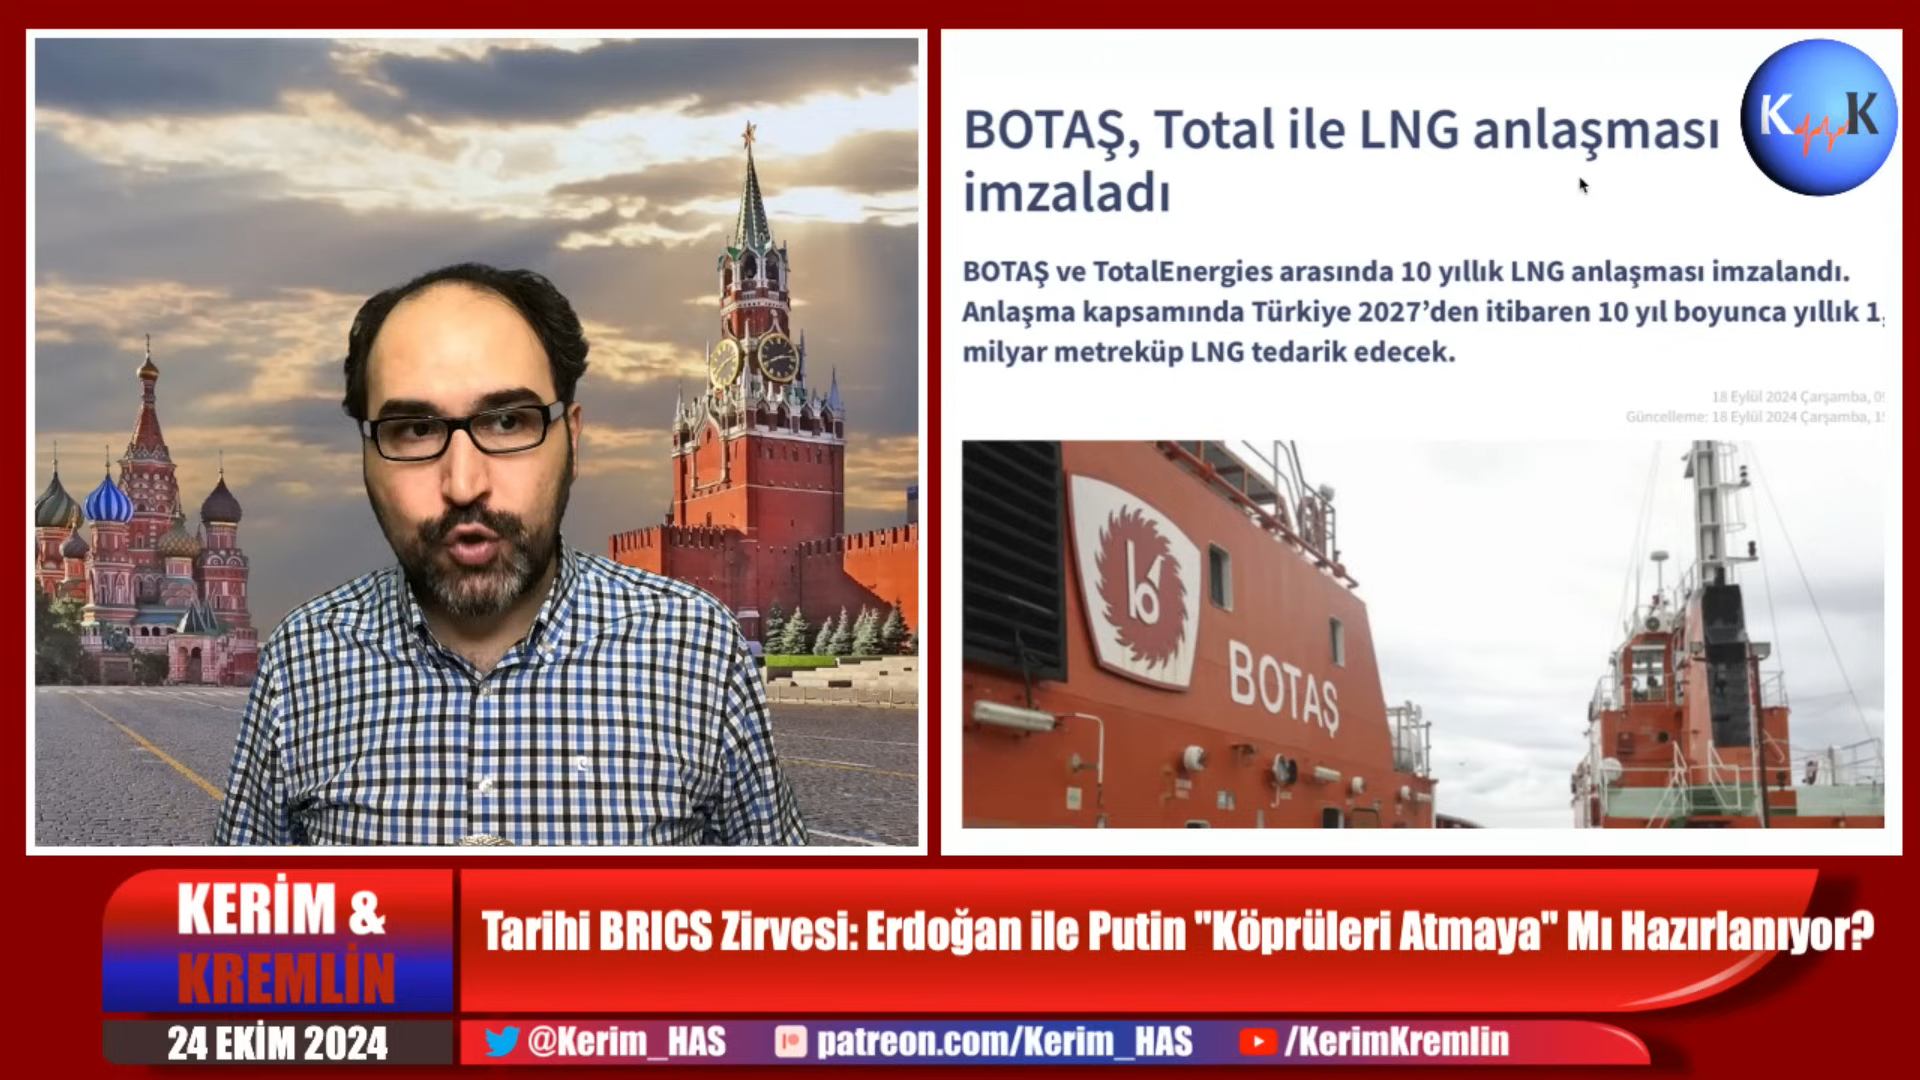 BOTAŞ, Total ile LNG anlaşması
imzaladı
K K
BOTAŞ ve TotalEnergies arasında 10 yıllık LNG anlaşması imzalandı.
Anlaşma kapsamında Türkiye 2027’den itibaren 10 yıl boyunca yıllık 1,
milyar metreküp LNG tedarik edecek.
18 Eylül 2024 Çarşamba,
Güncelleme: 18 Eylül 2024 Çarşamba,
BOTAŞ
KERİM &
KREMLİN
24 EKİM 2024
Tarihi BRICS Zirvesi: Erdoğan ile Putin "Köprüleri Atmaya" Mı Hazırlanıyor?
@Kerim_HAS patreon.com/Kerim_HAS /KerimKremlin